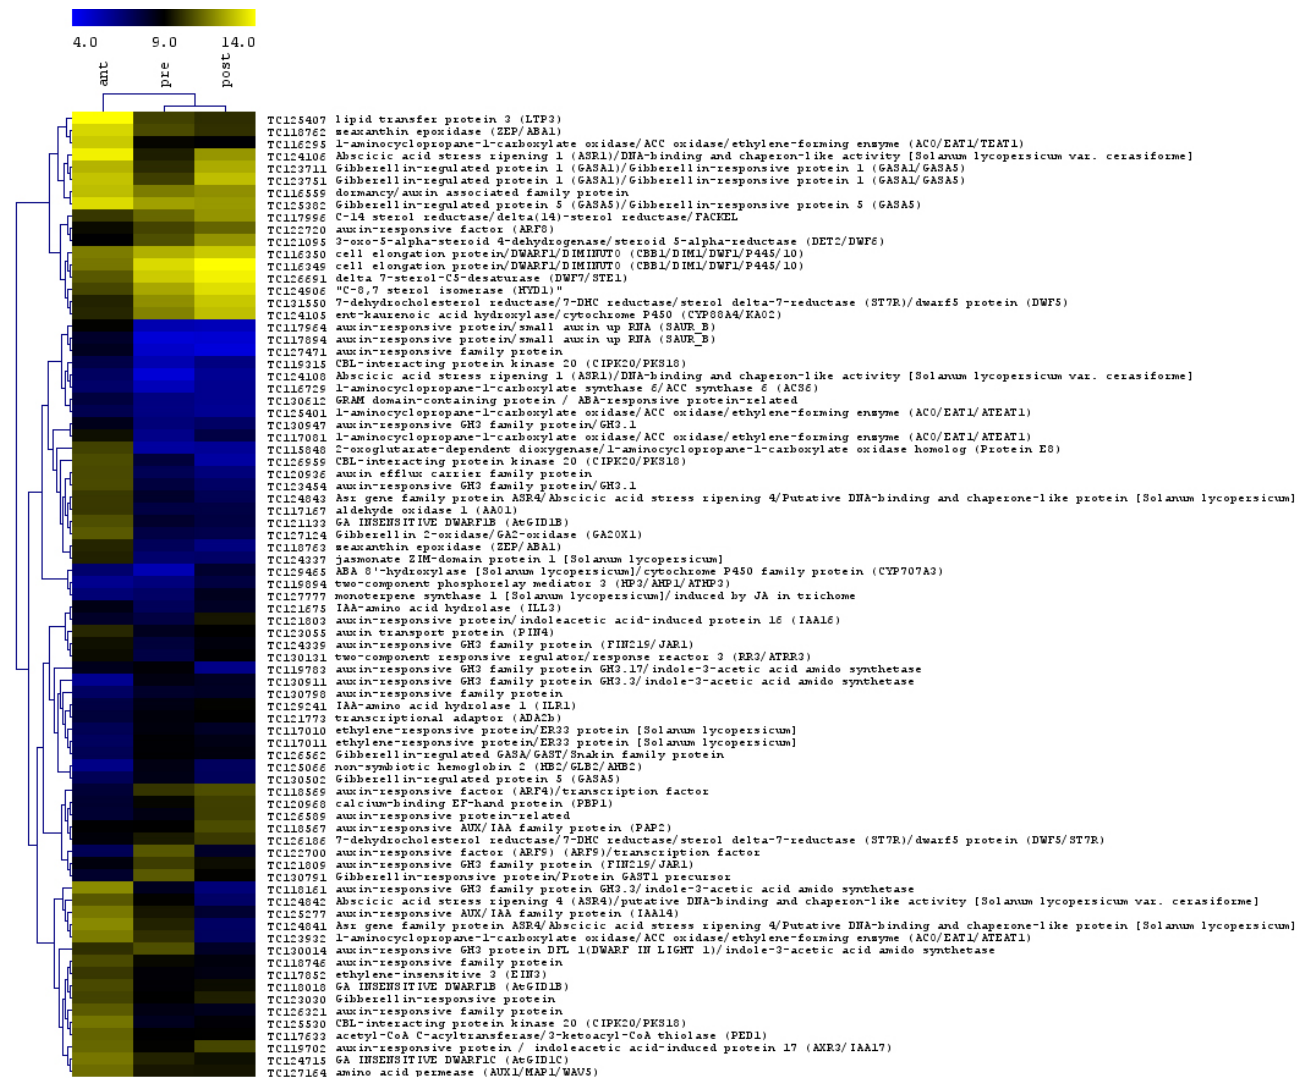 4.0 9.0 14.0
ant pre post
TC125407 lipid transfer protein 3 (LTP3)
TC118762 zeaxanthin epoxidase (ZEP/ABA1)
TC116295 1-aminocyclopropane-1-carboxylate oxidase/ACC oxidase/ethylene-forming enzyme (ACO/EAT1/TEAT1)
TC124106 Abscicic acid stress ripening 1 (ASR1)/DNA-binding and chaperon-like activity [Solanum lycopersicum var. cerasiforme]
TC123711 Gibberellin-regulated protein 1 (GASA1)/Gibberellin-responsive protein 1 (GASA1/GASA5)
TC123751 Gibberellin-regulated protein 1 (GASA1)/Gibberellin-responsive protein 1 (GASA1/GASA5)
TC116559 dormancy/auxin associated family protein
TC125382 Gibberellin-regulated protein 5 (GASA5)/Gibberellin-responsive protein 5 (GASA5)
TC117996 C-14 sterol reductase/delta(14)-sterol reductase/FACKEL
TC122720 auxin-responsive factor (ARF8)
TC121095 3-oxo-5-alpha-steroid 4-dehydrogenase/steroid 5-alpha-reductase (DET2/DWF6)
TC116350 cell elongation protein/DWARF1/DIMINUTO (CBB1/DIM1/DWF1/P445/10)
TC116349 cell elongation protein/DWARF1/DIMINUTO (CBB1/DIM1/DWF1/P445/10)
TC126691 delta 7-sterol-C5-desaturase (DWF7/STE1)
TC124906 "C-8,7 sterol isomerase (HYD1)"
TC131550 7-dehydrocholesterol reductase/7-DHC reductase/sterol delta-7-reductase (ST7R)/dwarf5 protein (DWF5)
TC124105 ent-kaurenoic acid hydroxylase/cytochrome P450 (CYP88A4/KAO2)
TC117964 auxin-responsive protein/small auxin up RNA (SAUR_B)
TC117894 auxin-responsive protein/small auxin up RNA (SAUR_B)
TC127471 auxin-responsive family protein
TC119315 CBL-interacting protein kinase 20 (CIPK20/PKS18)
TC124108 Abscicic acid stress ripening 1 (ASR1)/DNA-binding and chaperon-like activity [Solanum lycopersicum var. cerasiforme]
TC116729 1-aminocyclopropane-1-carboxylate synthase 6/ACC synthase 6 (ACS6)
TC130612 GRAM domain-containing protein / ABA-responsive protein-related
TC125401 1-aminocyclopropane-1-carboxylate oxidase/ACC oxidase/ethylene-forming enzyme (ACO/EAT1/ATEAT1)
TC130947 auxin-responsive GH3 family protein/GH3.1
TC117081 1-aminocyclopropane-1-carboxylate oxidase/ACC oxidase/ethylene-forming enzyme (ACO/EAT1/ATEAT1)
TC115848 2-oxoglutarate-dependent dioxygenase/1-aminocyclopropane-1-carboxylate oxidase homolog (Protein E8)
TC126959 CBL-interacting protein kinase 20 (CIPK20/PKS18)
TC120936 auxin efflux carrier family protein
TC123454 auxin-responsive GH3 family protein/GH3.1
TC124843 Asr gene family protein ASR4/Abscicic acid stress ripening 4/Putative DNA-binding and chaperone-like protein [Solanum lycopersicum]
TC117167 aldehyde oxidase 1 (AAO1)
TC121133 GA INSENSITIVE DWARF1B (AtGID1B)
TC127124 Gibberellin 2-oxidase/GA2-oxidase (GA2OX1)
TC118763 zeaxanthin epoxidase (ZEP/ABA1)
TC124337 jasmonate ZIM-domain protein 1 [Solanum lycopersicum]
TC129465 ABA 8'-hydroxylase [Solanum lycopersicum]/cytochrome P450 family protein (CYP707A3)
TC119894 two-component phosphorelay mediator 3 (HP3/AHP1/ATHP3)
TC127777 monoterpene synthase 1 [Solanum lycopersicum]/induced by JA in trichome
TC121675 IAA-amino acid hydrolase (ILL3)
TC121803 auxin-responsive protein/indoleacetic acid-induced protein 16 (IAA16)
TC123055 auxin transport protein (PIN4)
TC124339 auxin-responsive GH3 family protein (FIN219/JAR1)
TC130131 two-component responsive regulator/response reactor 3 (RR3/ATRR3)
TC119783 auxin-responsive GH3 family protein GH3.17/indole-3-acetic acid amido synthetase
TC130911 auxin-responsive GH3 family protein GH3.3/indole-3-acetic acid amido synthetase
TC130798 auxin-responsive family protein
TC129241 IAA-amino acid hydrolase 1 (ILR1)
TC121773 transcriptional adaptor (ADA2b)
TC117010 ethylene-responsive protein/ER33 protein [Solanum lycopersicum]
TC117011 ethylene-responsive protein/ER33 protein [Solanum lycopersicum]
TC126562 Gibberellin-regulated GASA/GAST/Snakin family protein
TC125066 non-symbiotic hemoglobin 2 (HB2/GLB2/AHB2)
TC130502 Gibberellin-regulated protein 5 (GASA5)
TC118569 auxin-responsive factor (ARF4)/transcription factor
TC120968 calcium-binding EF-hand protein (PBP1)
TC126589 auxin-responsive protein-related
TC118567 auxin-responsive AUX/IAA family protein (PAP2)
TC126186 7-dehydrocholesterol reductase/7-DHC reductase/sterol delta-7-reductase (ST7R)/dwarf5 protein (DWF5/ST7R)
TC122700 auxin-responsive factor (ARF9) (ARF9)/transcription factor
TC121809 auxin-responsive GH3 family protein (FIN219/JAR1)
TC130791 Gibberellin-responsive protein/Protein GAST1 precursor
TC118161 auxin-responsive GH3 family protein GH3.3/indole-3-acetic acid amido synthetase
TC124842 Abscicic acid stress ripening 4 (ASR4)/putative DNA-binding and chaperon-like activity [Solanum lycopersicum var. cerasiforme]
TC125277 auxin-responsive AUX/IAA family protein (IAA14)
TC124841 Asr gene family protein ASR4/Abscicic acid stress ripening 4/Putative DNA-binding and chaperone-like protein [Solanum lycopersicum]
TC123932 1-aminocyclopropane-1-carboxylate oxidase/ACC oxidase/ethylene-forming enzyme (ACO/EAT1/ATEAT1)
TC130014 auxin-responsive GH3 protein DFL 1(DWARF IN LIGHT 1)/indole-3-acetic acid amido synthetase
TC118746 auxin-responsive family protein
TC117852 ethylene-insensitive 3 (EIN3)
TC118018 GA INSENSITIVE DWARF1B (AtGID1B)
TC123030 Gibberellin-responsive protein
TC126321 auxin-responsive family protein
TC125530 CBL-interacting protein kinase 20 (CIPK20/PKS18)
TC117633 acetyl-CoA C-acyltransferase/3-ketoacyl-CoA thiolase (PED1)
TC119702 auxin-responsive protein / indoleacetic acid-induced protein 17 (AXR3/IAA17)
TC124715 GA INSENSITIVE DWARF1C (AtGID1C)
TC127164 amino acid permease (AUX1/MAP1/WAV5)